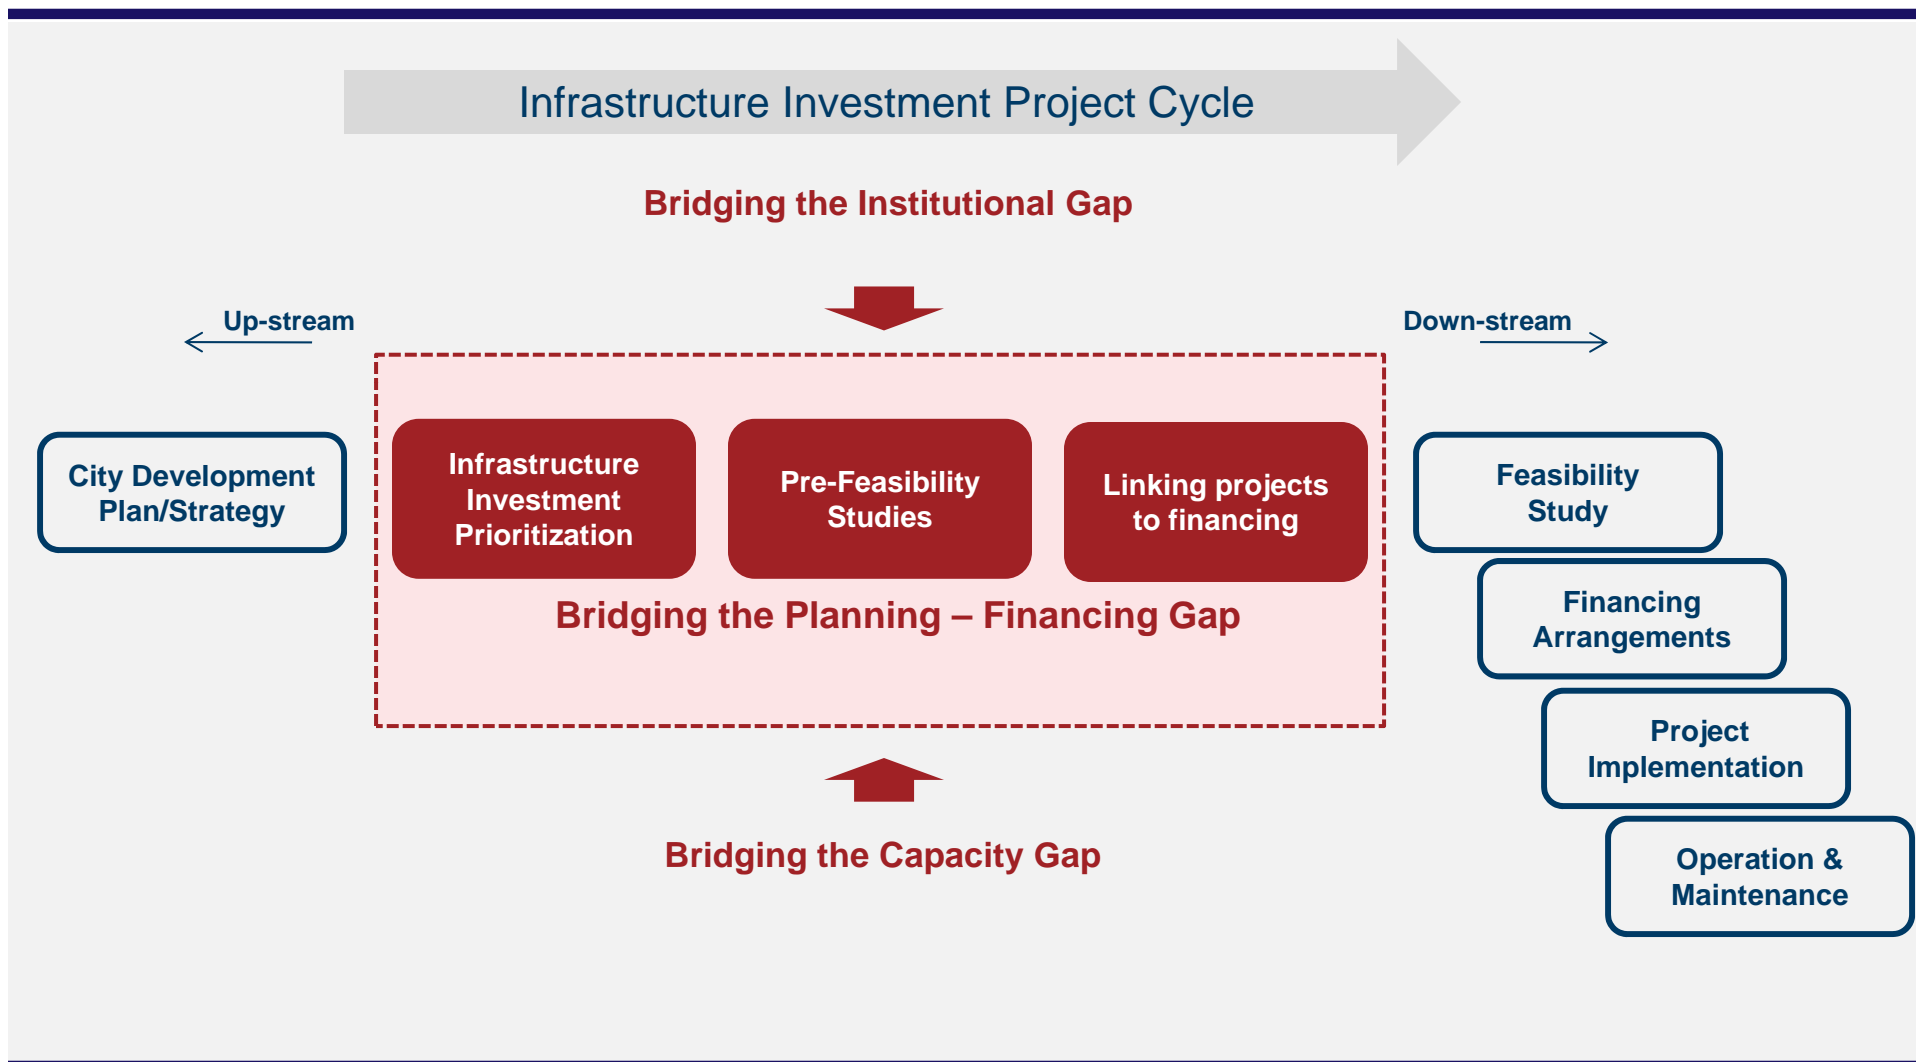 Infrastructure Investment Project Cycle
Bridging the Institutional Gap
Up-stream
Down-stream
City Development
Plan/Strategy
Infrastructure
Investment
Prioritization
Pre-Feasibility
Studies
Linking projects
to financing
Bridging the Planning – Financing Gap
Feasibility
Study
Financing
Arrangements
Project
Implementation
Operation &
Maintenance
Bridging the Capacity Gap